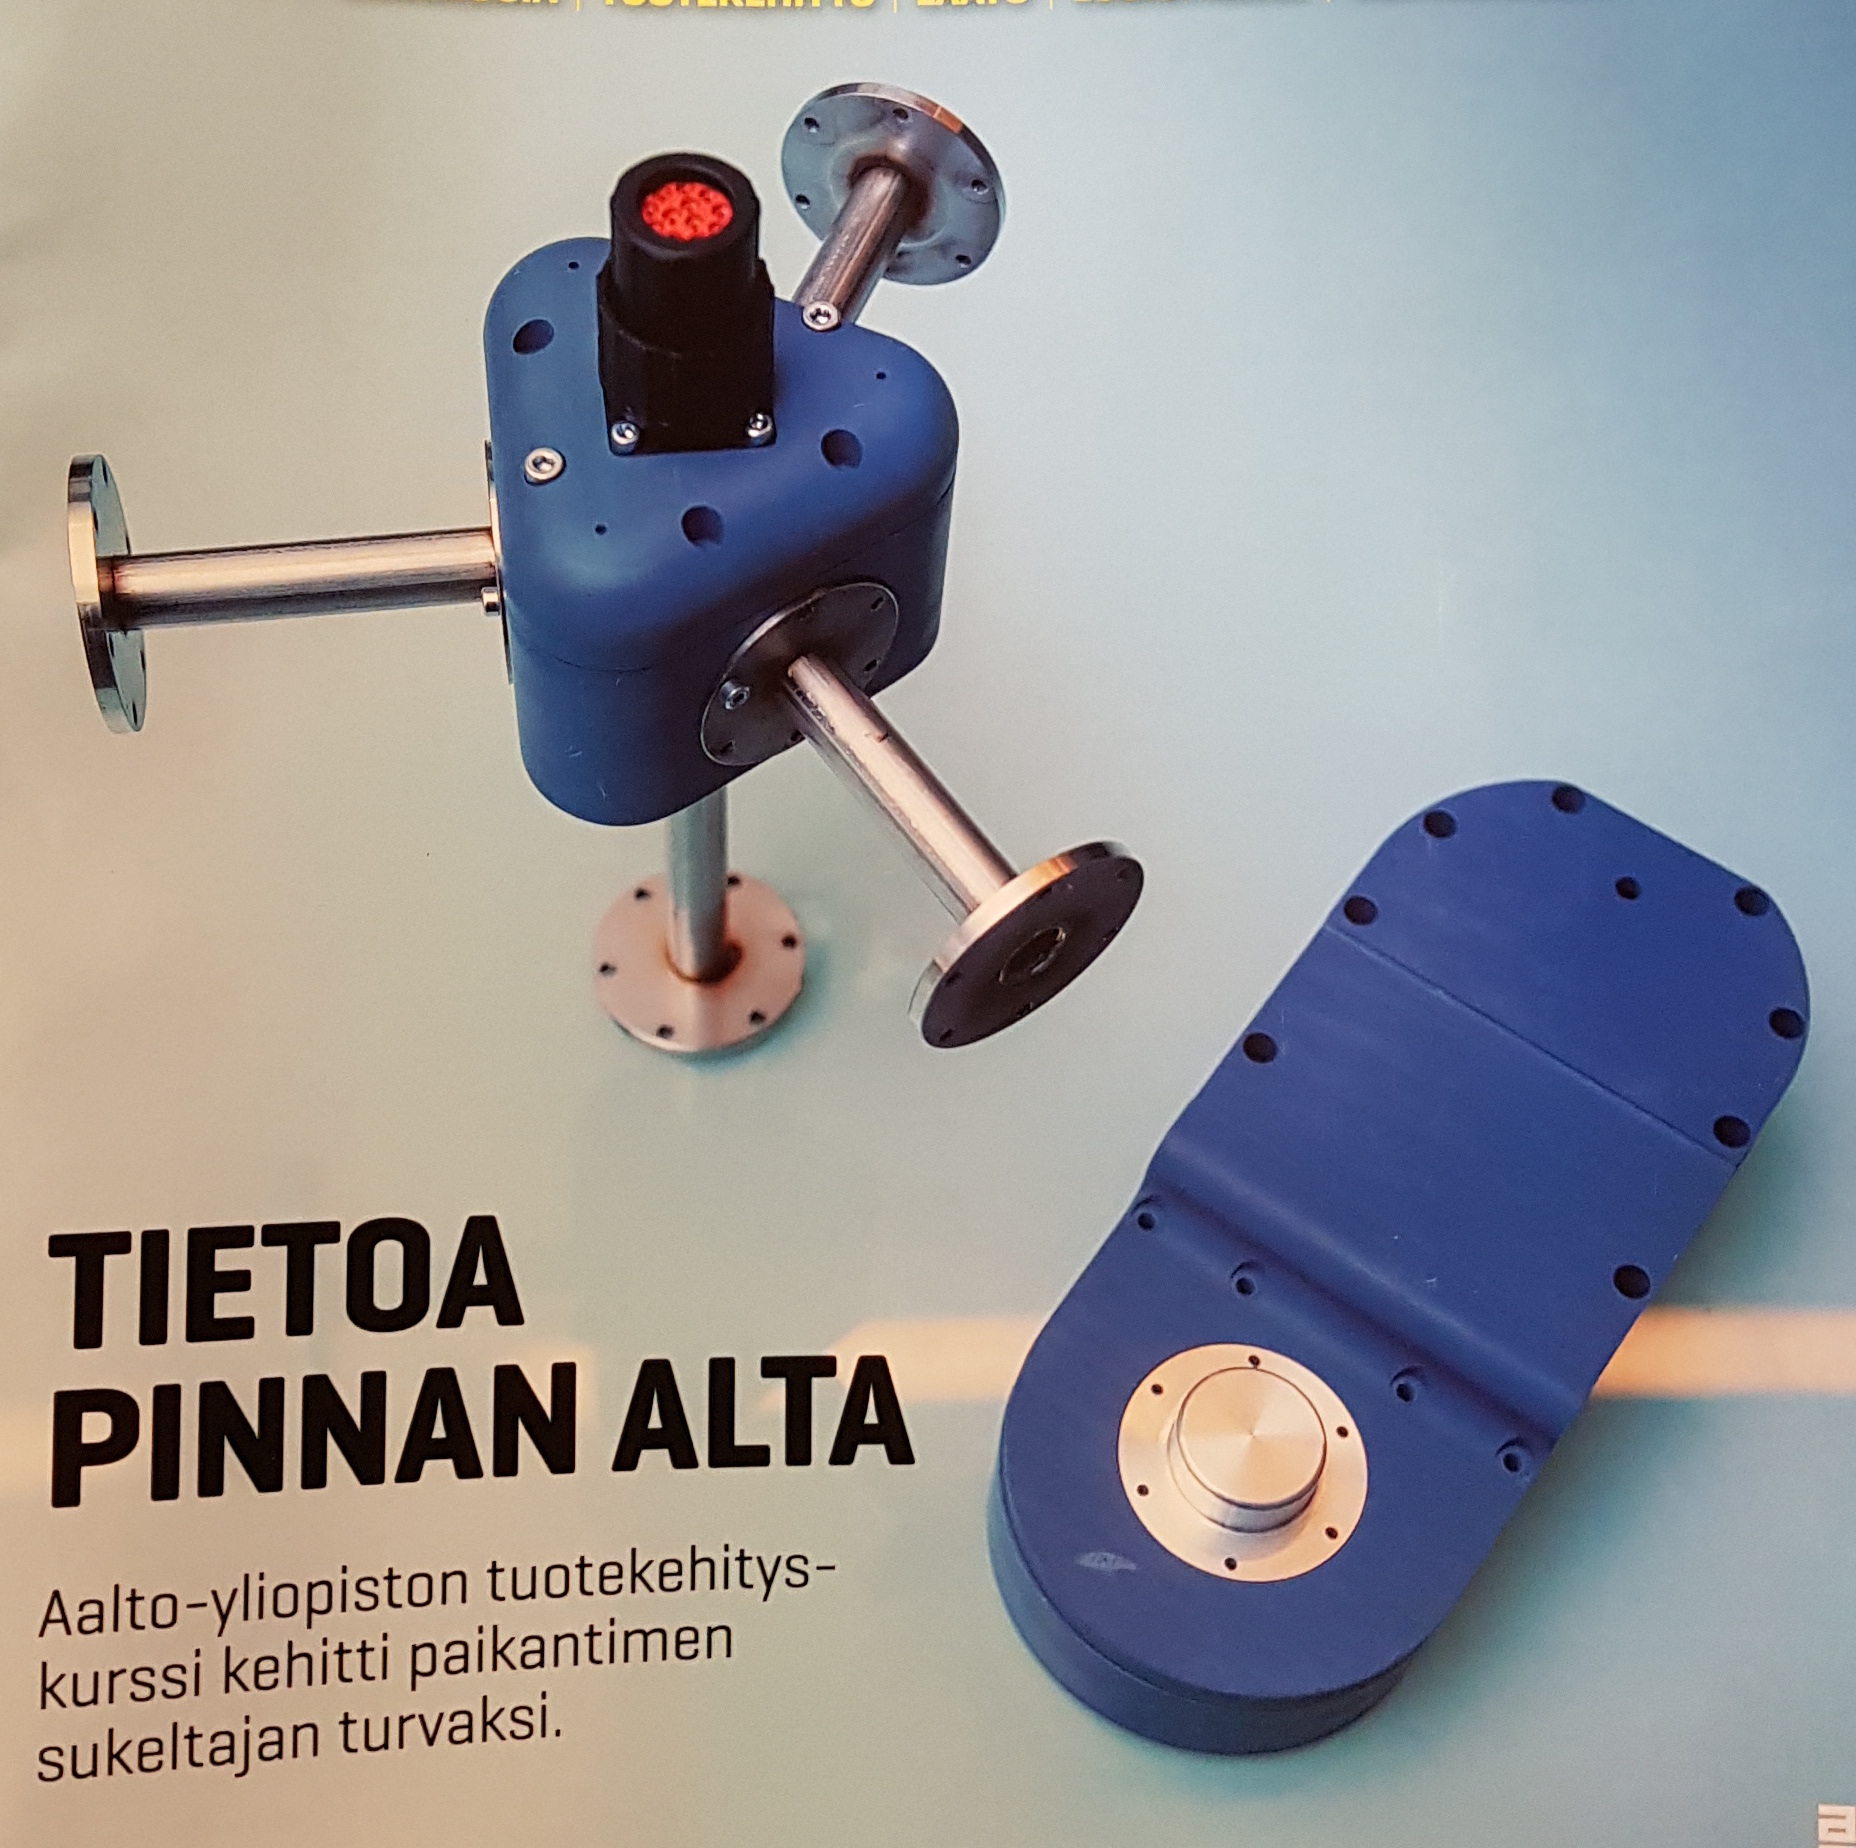 TIETOA
PINNAN ALTA
Aalto-yliopiston tuotekehitys-
kurssi kehitti paikantimen
sukeltajan turvaksi.